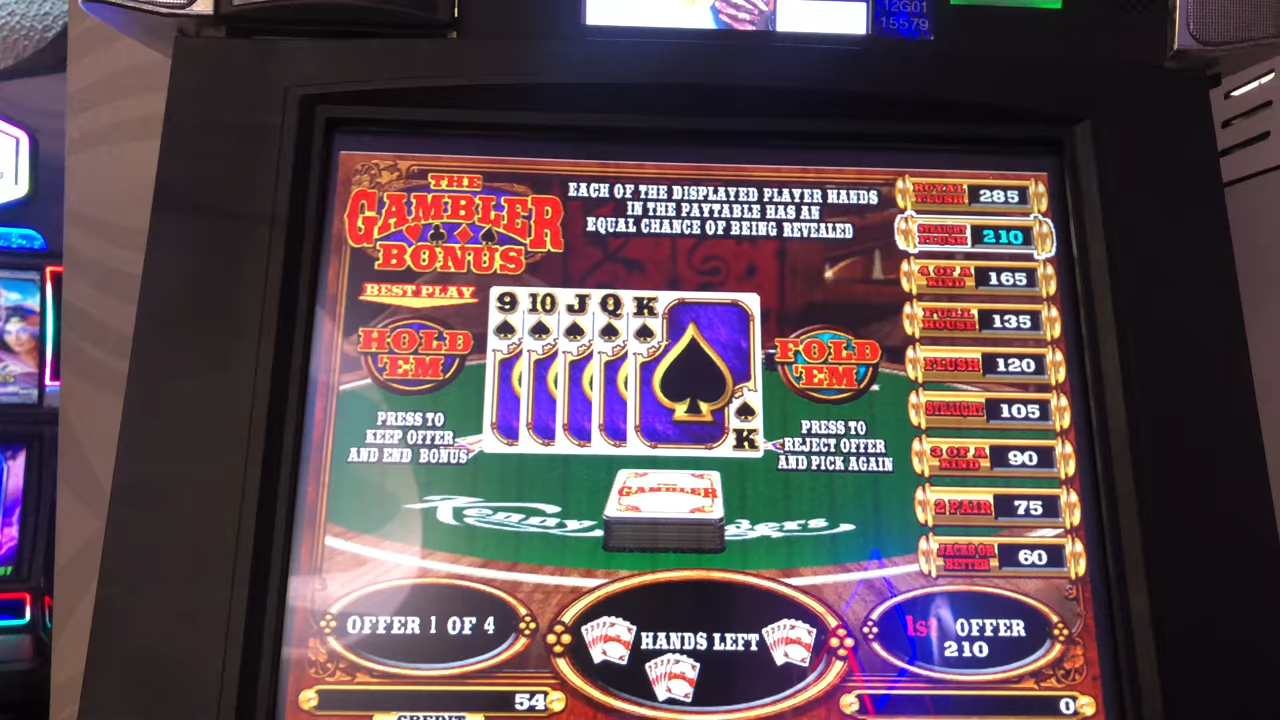 12G01
15579
THE
GAMBLER
BONUS
EACH OF THE DISPLAYED PLAYER HANDS
IN THE PAYTABLE HAS AN
EQUAL CHANCE OF BEING REVEALED
ROYAL FLUSH 285
STRAIGHT FLUSH 210
4 OF A KIND 165
FULL HOUSE 135
FLUSH 120
STRAIGHT 105
3 OF A KIND 90
2 PAIR 75
JACKS OR BETTER 60
BEST PLAY
HOLD 'EM
PRESS TO
KEEP OFFER
AND END BONUS
9 10 J Q K
K
FOLD 'EM
PRESS TO
REJECT OFFER
AND PICK AGAIN
GAMBLER
Kenny
OFFER 1 OF 4
HANDS LEFT
1st OFFER
210
54
0
CREDIT